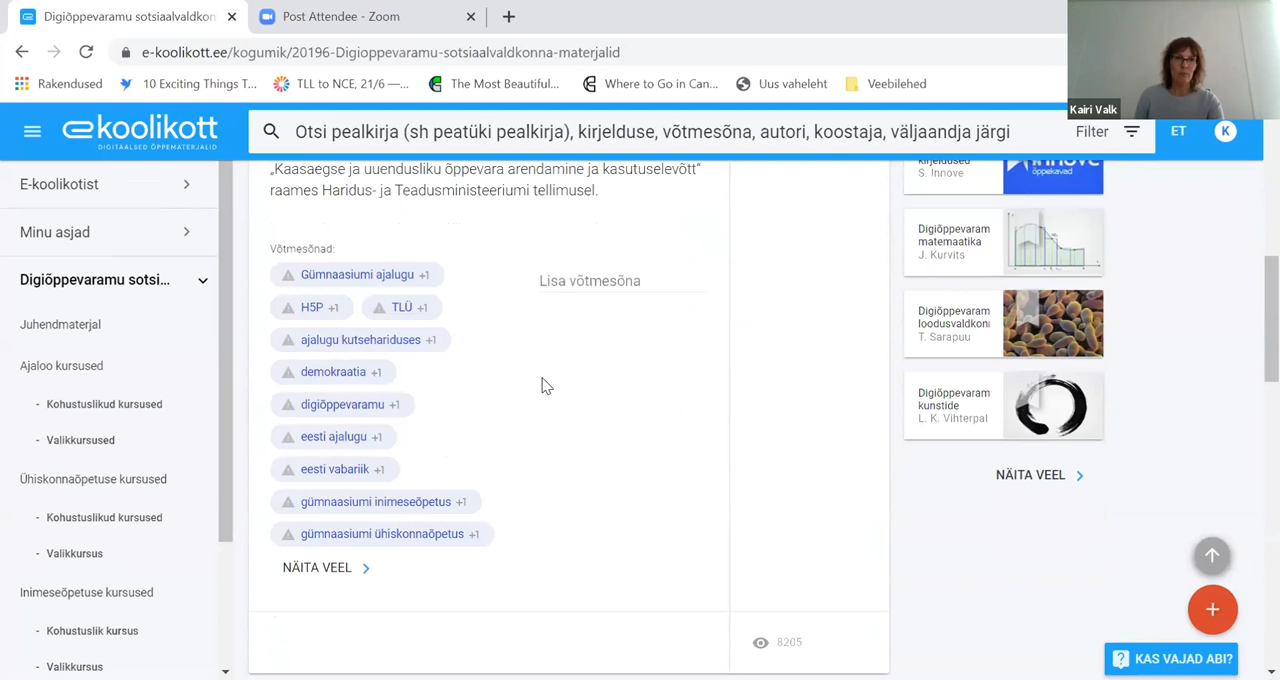 Digiõppevaramu sotsiaalvaldkon
Post Attendee - Zoom
e-koolikott.ee/kogumik/20196-Digioppevaramu-sotsiaalvaldkonna-materjalid
Rakendused
10 Exciting Things T...
TLL to NCE, 21/6 —...
The Most Beautiful...
Where to Go in Can...
Uus vaheleht
Veebilehed
Kairi Valk
ekoolikott
DIGITAALSED ÕPPEMATERJALID
Otsi pealkirja (sh peatüki pealkirja), kirjelduse, võtmesõna, autori, koostaja, väljaandja järgi
Filter
ET
K
E-koolikotist
Minu asjad
Digiõppevaramu sotsi...
Juhendmaterjal
Ajaloo kursused
- Kohustuslikud kursused
- Valikkursused
Ühiskonnaõpetuse kursused
- Kohustuslikud kursused
- Valikkursus
Inimeseõpetuse kursused
- Kohustuslik kursus
- Valikkursus
„Kaasaegse ja uuendusliku õppevara arendamine ja kasutuselevõtt“
raames Haridus- ja Teadusministeeriumi tellimusel.
Võtmesõnad:
Gümnaasiumi ajalugu +1
H5P +1
TLÜ +1
ajalugu kutsehariduses +1
demokraatia +1
digiõppevaramu +1
eesti ajalugu +1
eesti vabariik +1
gümnaasiumi inimeseõpetus +1
gümnaasiumi ühiskonnaõpetus +1
NÄITA VEEL
Lisa võtmesõna
8205
kirjeldused
S. Innove
innove
õppekavad
Digiõppevaram
matemaatika
J. Kurvits
Digiõppevaram
loodusvaldkon
T. Sarapuu
Digiõppevaram
kunstide
L. K. Vihterpal
NÄITA VEEL
KAS VAJAD ABI?